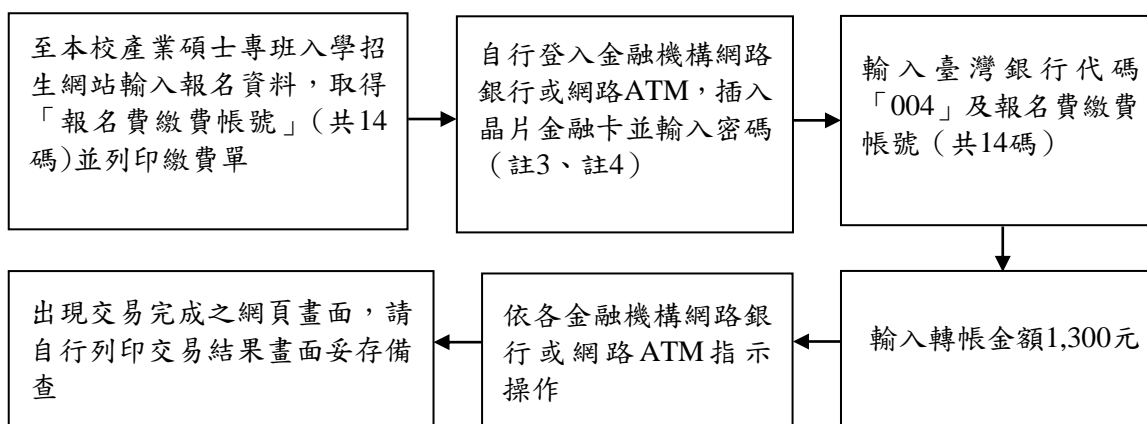 至本校產業碩士專班入學招
生網站輸入報名資料，取得
「報名費繳費帳號」(共14
碼)並列印繳費單
自行登入金融機構網路
銀行或網路ATM，插入
晶片金融卡並輸入密碼
（註3、註4）
輸入臺灣銀行代碼
「004」及報名費繳費
帳號（共14碼）
輸入轉帳金額1,300元
依各金融機構網路銀
行或網路ATM指示
操作
出現交易完成之網頁畫面，請
自行列印交易結果畫面妥存備
查